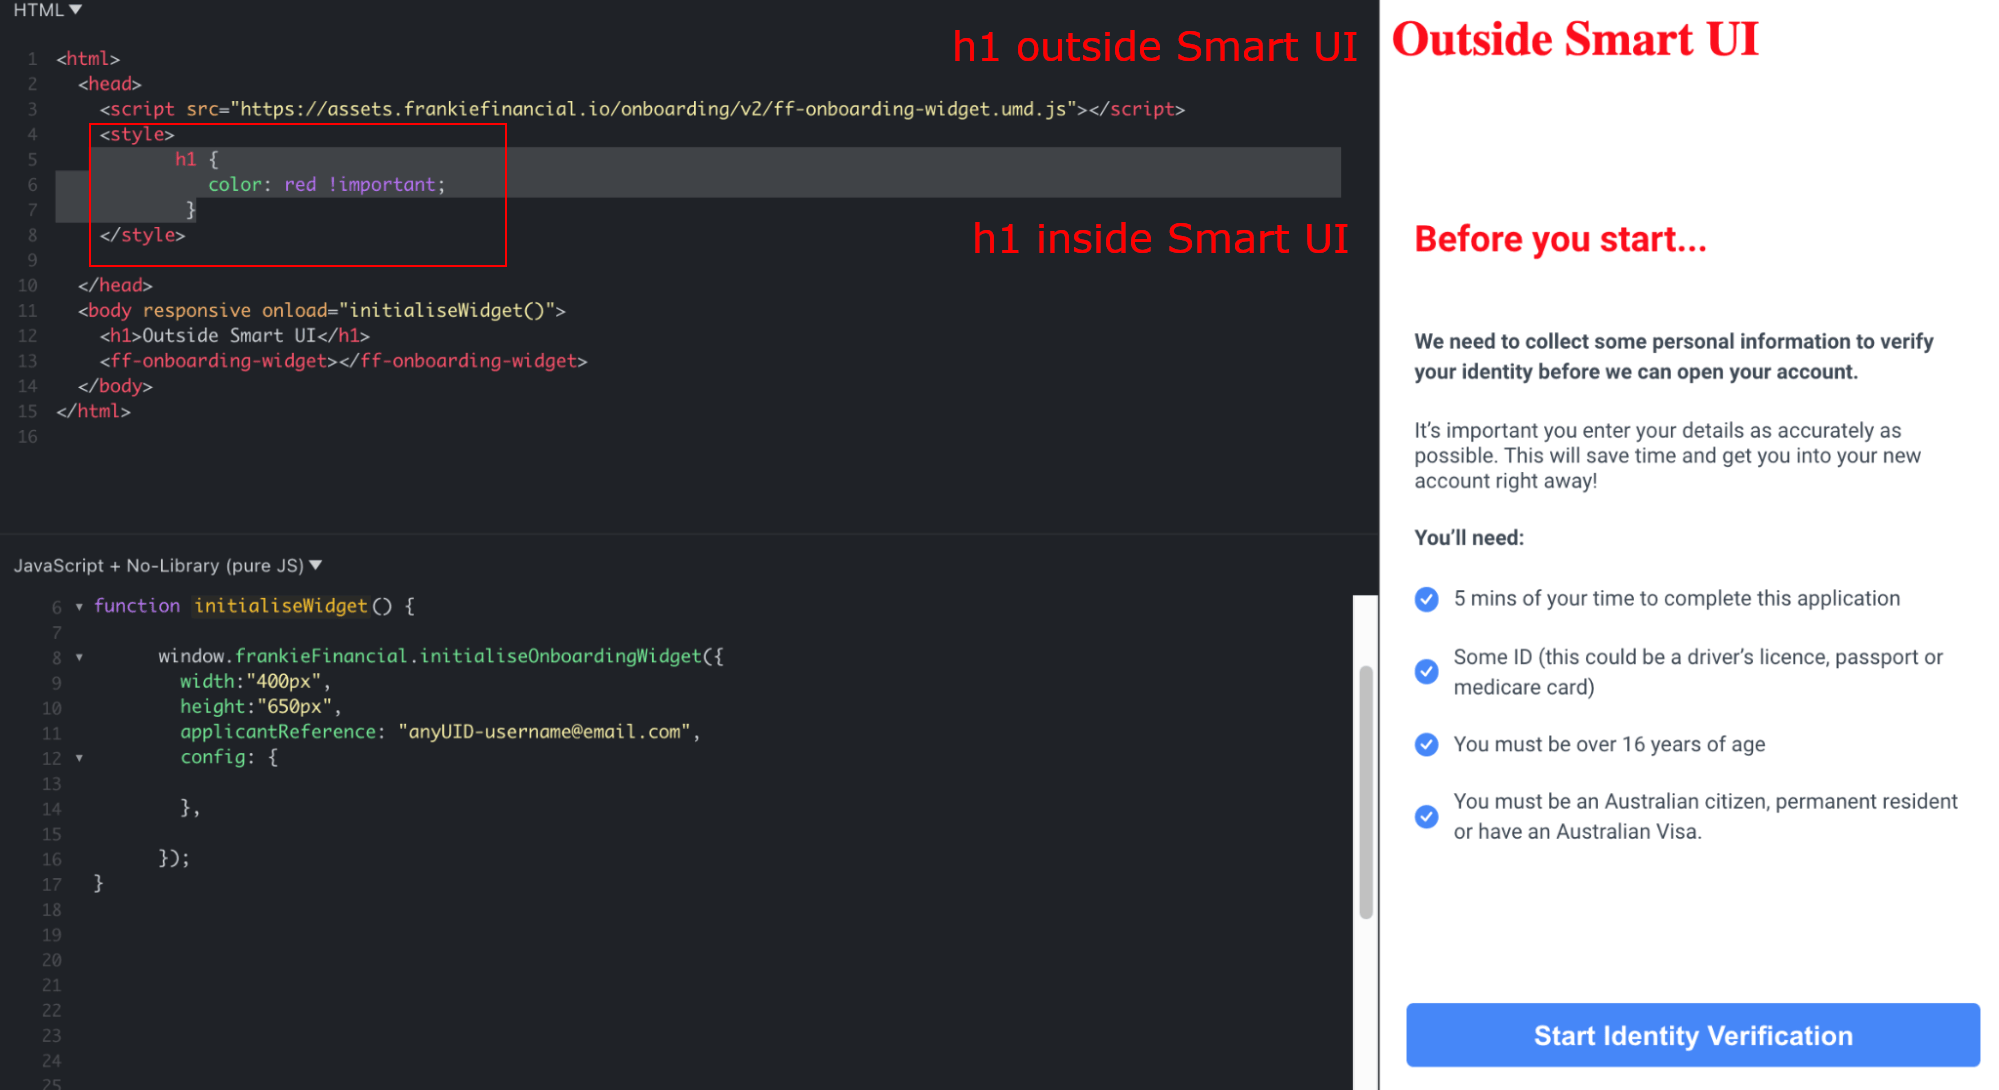 HTML▼
1 <html>
2 <head>
3 <script src="https://assets.frankiefinancial.io/onboarding/v2/ff-onboarding-widget.umd.js"></script>
4 <style>
5 h1 {
6 color: red !important;
7 }
8 </style>
9
10 </head>
11 <body responsive onload="initialiseWidget()">
12 <h1>Outside Smart UI</h1>
13 <ff-onboarding-widget></ff-onboarding-widget>
14 </body>
15 </html>
16
h1 outside Smart UI
h1 inside Smart UI
JavaScript + No-Library (pure JS)▼
6 ▾ function initialiseWidget() {
7
8 ▾ window.frankieFinancial.initialiseOnboardingWidget({
9 width:"400px",
10 height:"650px",
11 applicantReference: "anyUID-username@email.com",
12 ▾ config: {
13
14 },
15
16 });
17 }
18
19
20
21
22
23
24
25
Outside Smart UI
Before you start...
We need to collect some personal information to verify
your identity before we can open your account.
It’s important you enter your details as accurately as
possible. This will save time and get you into your new
account right away!
You’ll need:
5 mins of your time to complete this application
Some ID (this could be a driver’s licence, passport or
medicare card)
You must be over 16 years of age
You must be an Australian citizen, permanent resident
or have an Australian Visa.
Start Identity Verification